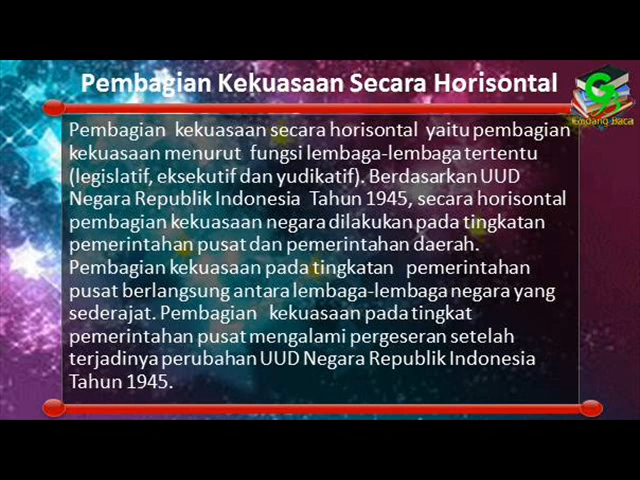 Pembagian Kekuasaan Secara Horisontal
Pembagian kekuasaan secara horisontal yaitu pembagian
kekuasaan menurut fungsi lembaga-lembaga tertentu
(legislatif, eksekutif dan yudikatif). Berdasarkan UUD
Negara Republik Indonesia Tahun 1945, secara horisontal
pembagian kekuasaan negara dilakukan pada tingkatan
pemerintahan pusat dan pemerintahan daerah.
Pembagian kekuasaan pada tingkatan pemerintahan
pusat berlangsung antara lembaga-lembaga negara yang
sederajat. Pembagian kekuasaan pada tingkat
pemerintahan pusat mengalami pergeseran setelah
terjadinya perubahan UUD Negara Republik Indonesia
Tahun 1945.
Baca